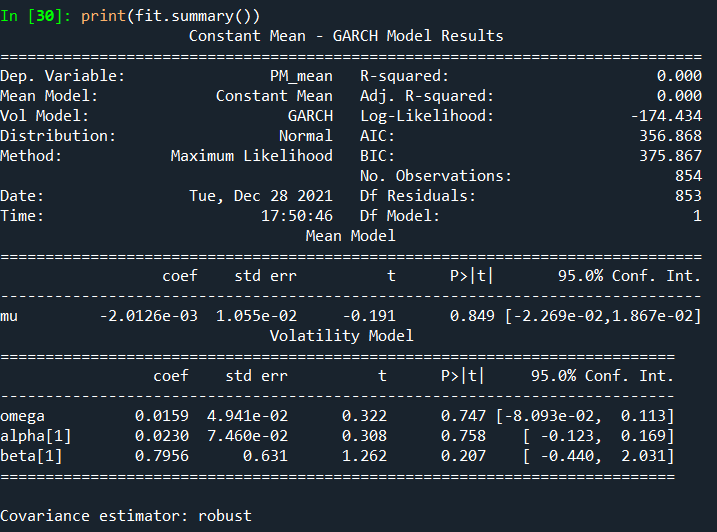 In [30]: print(fit.summary())
                     Constant Mean - GARCH Model Results
==============================================================================
Dep. Variable:                PM_mean   R-squared:                       0.000
Mean Model:             Constant Mean   Adj. R-squared:                  0.000
Vol Model:                      GARCH   Log-Likelihood:               -174.434
Distribution:                  Normal   AIC:                           356.868
Method:            Maximum Likelihood   BIC:                           375.867
                                        No. Observations:                  854
Date:                Tue, Dec 28 2021   Df Residuals:                      853
Time:                        17:50:46   Df Model:                            1
                                  Mean Model
==============================================================================
                  coef    std err          t      P>|t|       95.0% Conf. Int.
------------------------------------------------------------------------------
mu         -2.0126e-03  1.055e-02     -0.191      0.849 [-2.269e-02,1.867e-02]
                              Volatility Model
===========================================================================
                 coef    std err          t      P>|t|     95.0% Conf. Int.
---------------------------------------------------------------------------
omega          0.0159  4.941e-02      0.322      0.747 [-8.093e-02,  0.113]
alpha[1]       0.0230  7.460e-02      0.308      0.758    [ -0.123,  0.169]
beta[1]        0.7956      0.631      1.262      0.207    [ -0.440,  2.031]
===========================================================================
Covariance estimator: robust